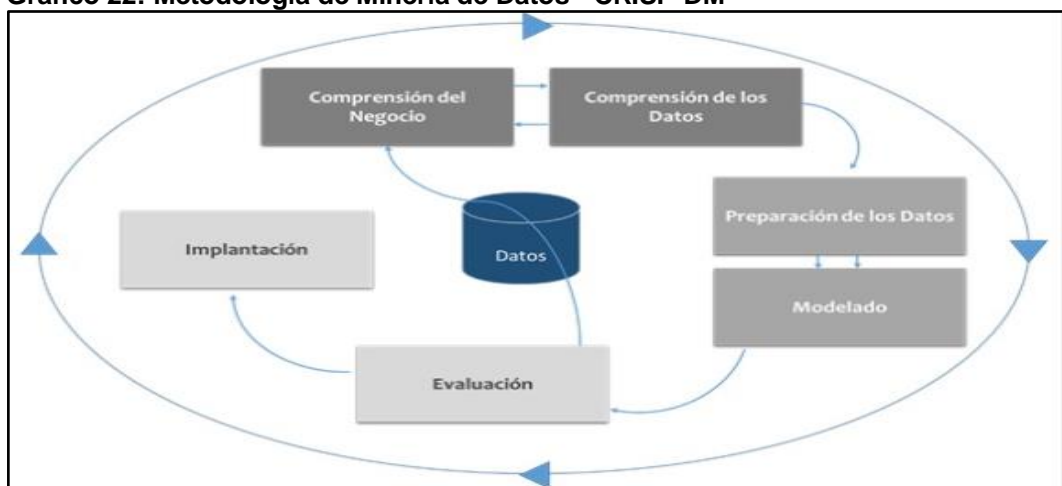 Gráfico 22: Metodología de Minería de Datos - CRISP-DM
Comprensión del
Negocio
Comprensión de los
Datos
Preparación de los Datos
Implantación
Datos
Modelado
Evaluación